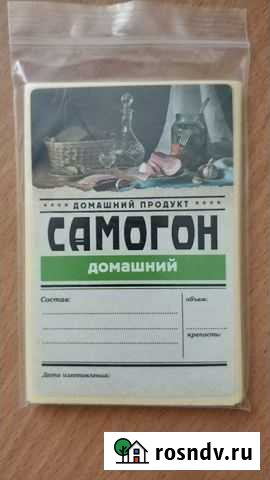 ★★★★ ДОМАШНИЙ ПРОДУКТ ★★★★
САМОГОН
ДОМАШНИЙ
Состав:
объем:
крепость:
Дата изготовления:
rosndv.ru